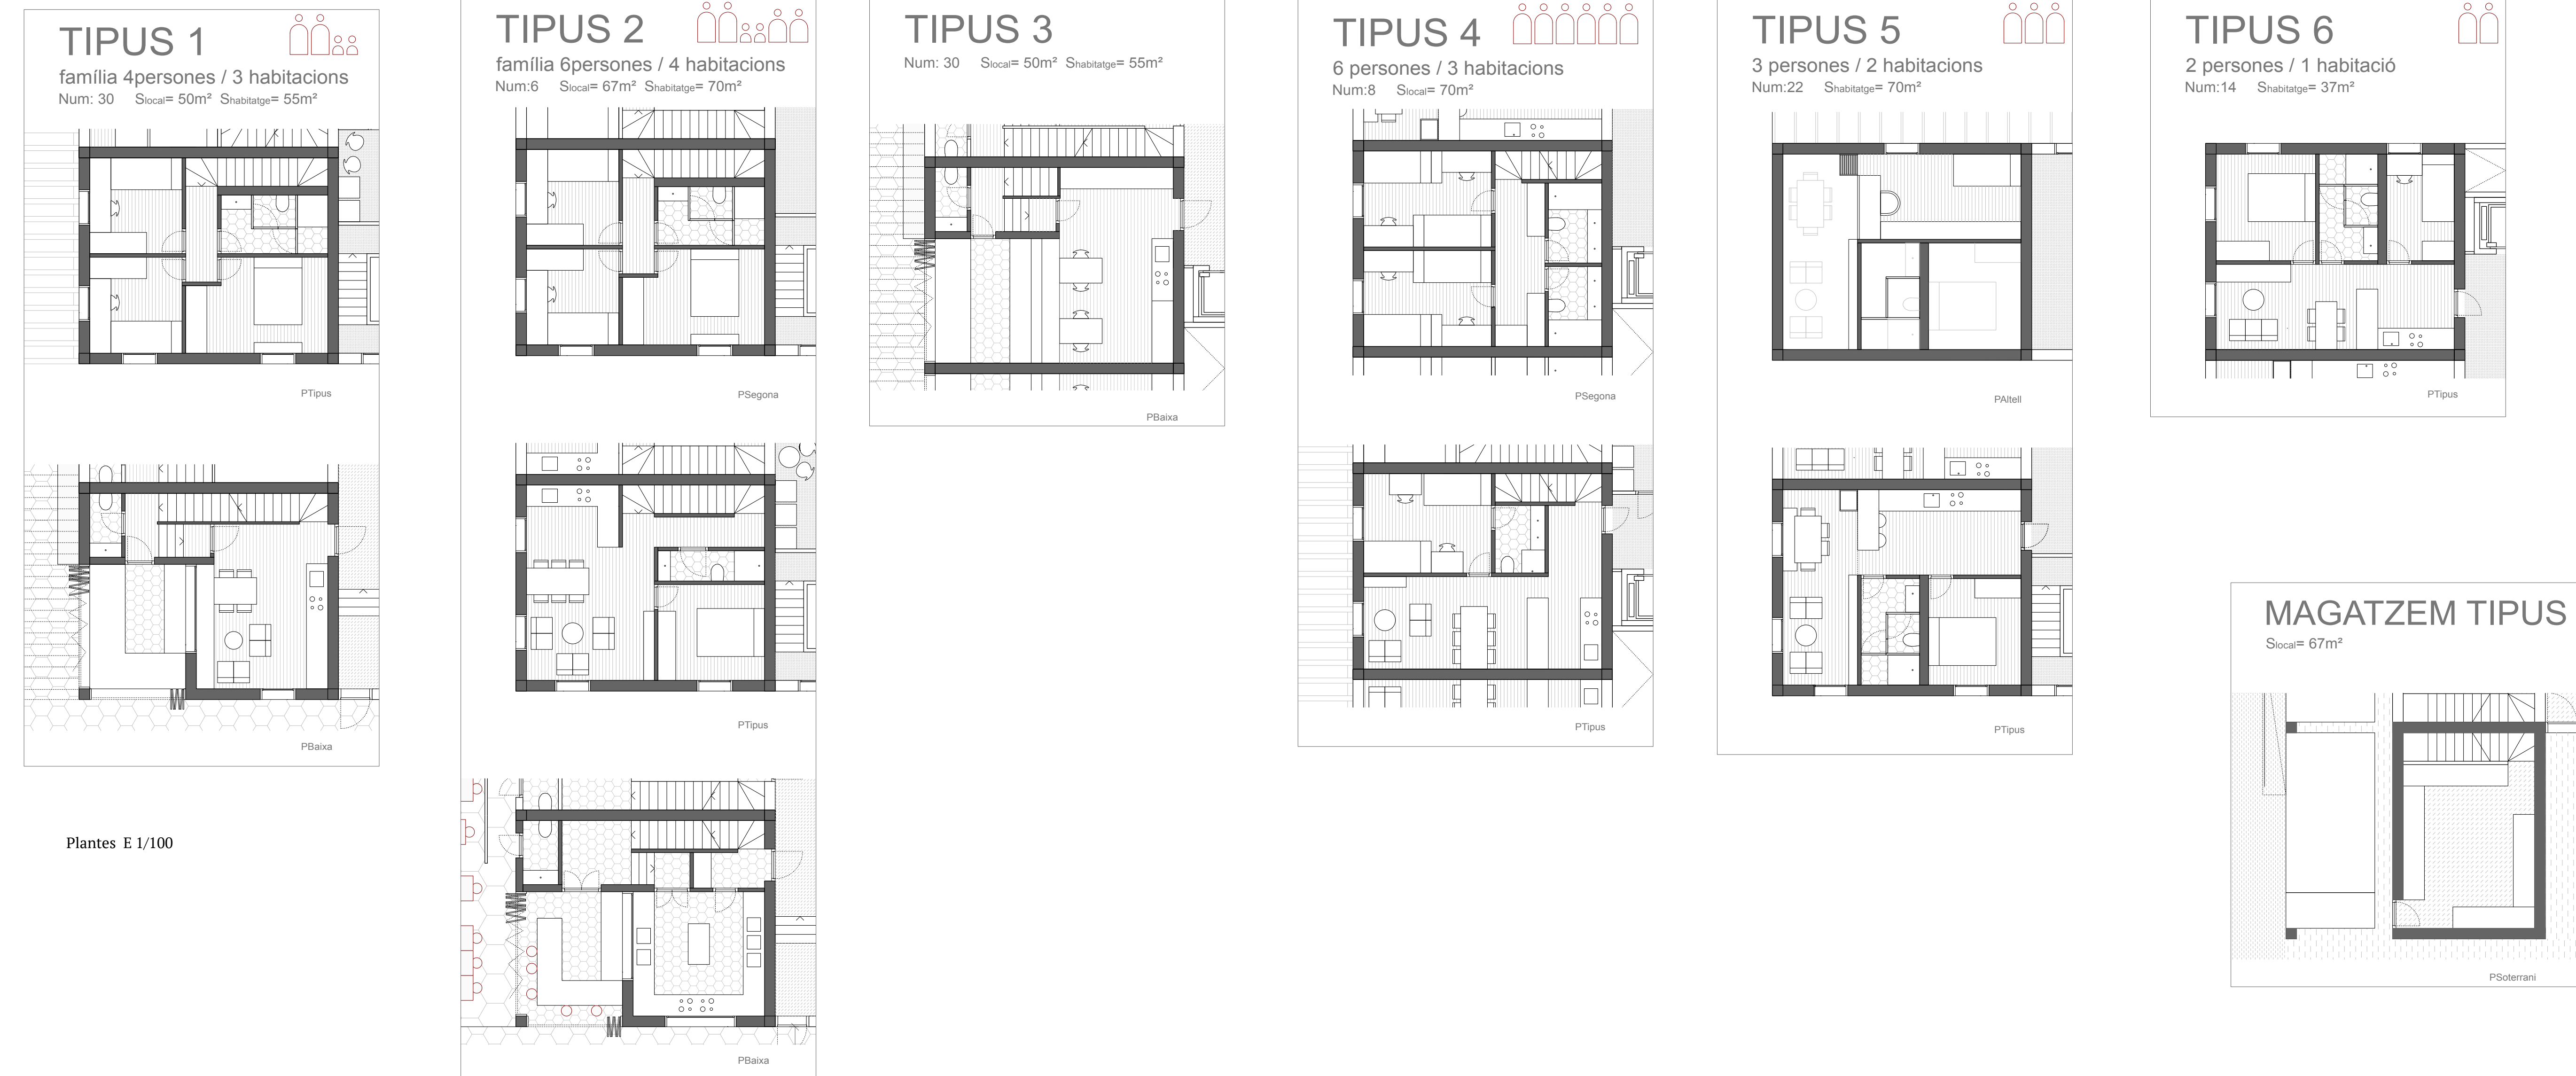 TIPUS 1
família 4persones / 3 habitacions
Num: 30 Slocal= 50m² Shabitatge= 55m²
PTipus
PBaixa
Plantes E 1/100
TIPUS 2
família 6persones / 4 habitacions
Num:6 Slocal= 67m² Shabitatge= 70m²
PSegona
PTipus
PBaixa
TIPUS 3
Num: 30 Slocal= 50m² Shabitatge= 55m²
PBaixa
TIPUS 4
6 persones / 3 habitacions
Num:8 Slocal= 70m²
PSegona
PTipus
TIPUS 5
3 persones / 2 habitacions
Num:22 Shabitatge= 70m²
PAltell
PTipus
TIPUS 6
2 persones / 1 habitació
Num:14 Shabitatge= 37m²
PTipus
MAGATZEM TIPUS
Slocal= 67m²
PSoterrani